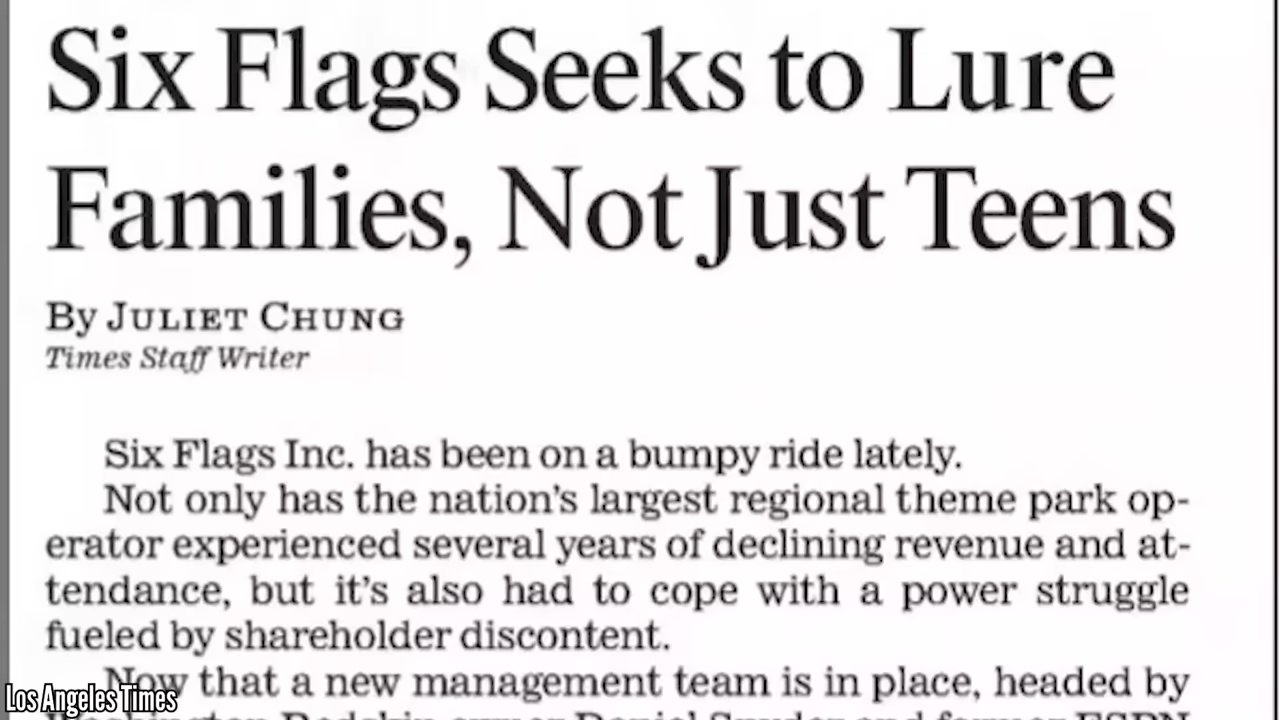 Six Flags Seeks to Lure
Families, Not Just Teens
By JULIET CHUNG
Times Staff Writer
Six Flags Inc. has been on a bumpy ride lately.
Not only has the nation's largest regional theme park op-
erator experienced several years of declining revenue and at-
tendance, but it's also had to cope with a power struggle
fueled by shareholder discontent.
Now that a new management team is in place, headed by
Los Angeles Times